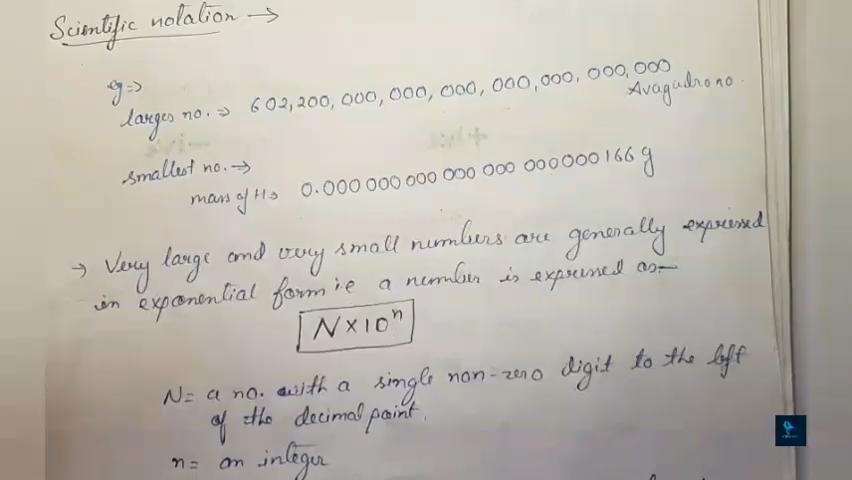 Scientific notation →
eg ⇒
larges no. ⇒ 602,200,000,000,000,000,000,000,000
Avagadro no.
smallest no. →
mass of H ⇒ 0.000 000 000 000 000 000000166 g
→ Very large and very small numbers are generally expressed
in exponential form i.e a number is expressed as—
N×10ⁿ
N = a no. with a single non-zero digit to the left
of the decimal point.
n = an integer